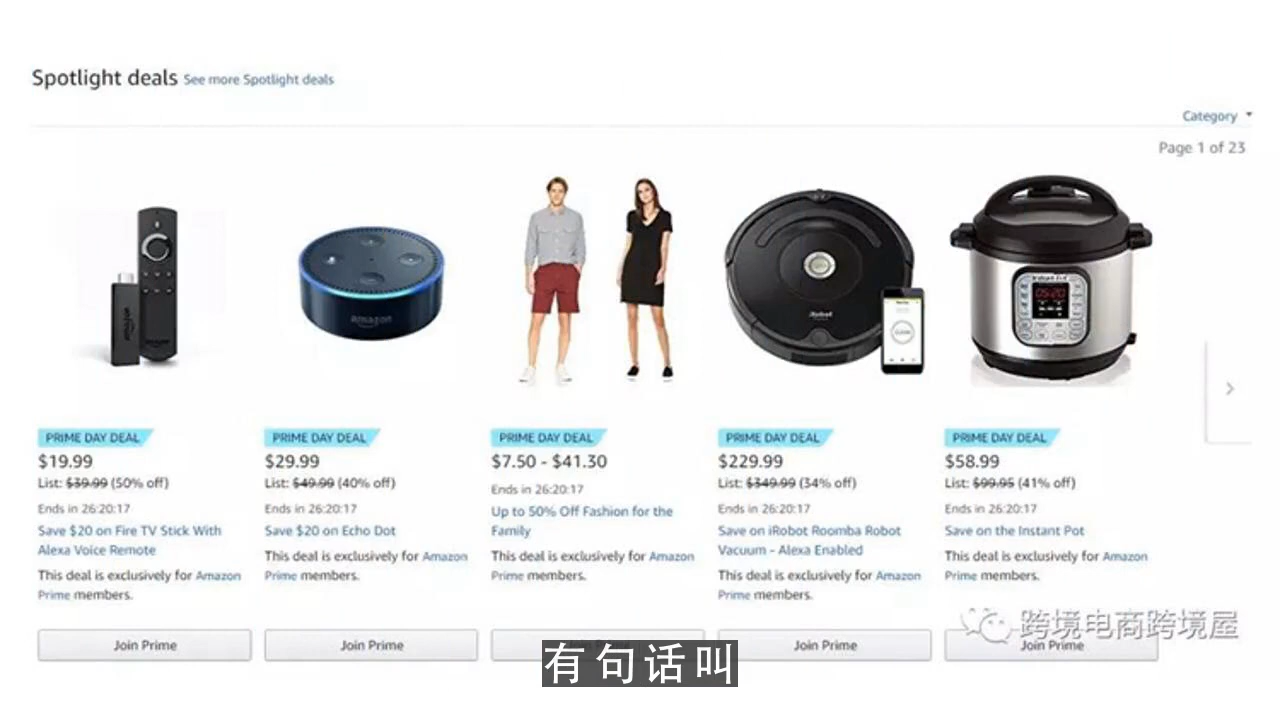 Spotlight deals See more Spotlight deals
Category
Page 1 of 23
amazon
iRobot
CLEAN
PRIME DAY DEAL
$19.99
List: $39.99 (50% off)
Ends in 26:20:17
Save $20 on Fire TV Stick With
Alexa Voice Remote
This deal is exclusively for Amazon
Prime members.
Join Prime
PRIME DAY DEAL
$29.99
List: $49.99 (40% off)
Ends in 26:20:17
Save $20 on Echo Dot
This deal is exclusively for Amazon
Prime members.
Join Prime
PRIME DAY DEAL
$7.50 - $41.30
Ends in 26:20:17
Up to 50% Off Fashion for the
Family
This deal is exclusively for Amazon
Prime members.
PRIME DAY DEAL
$229.99
List: $349.99 (34% off)
Ends in 26:20:17
Save on iRobot Roomba Robot
Vacuum - Alexa Enabled
This deal is exclusively for Amazon
Prime members.
Join Prime
PRIME DAY DEAL
$58.99
List: $99.95 (41% off)
Ends in 26:20:17
Save on the Instant Pot
This deal is exclusively for Amazon
Prime members.
Join Prime
跨境电商跨境屋
有句话叫